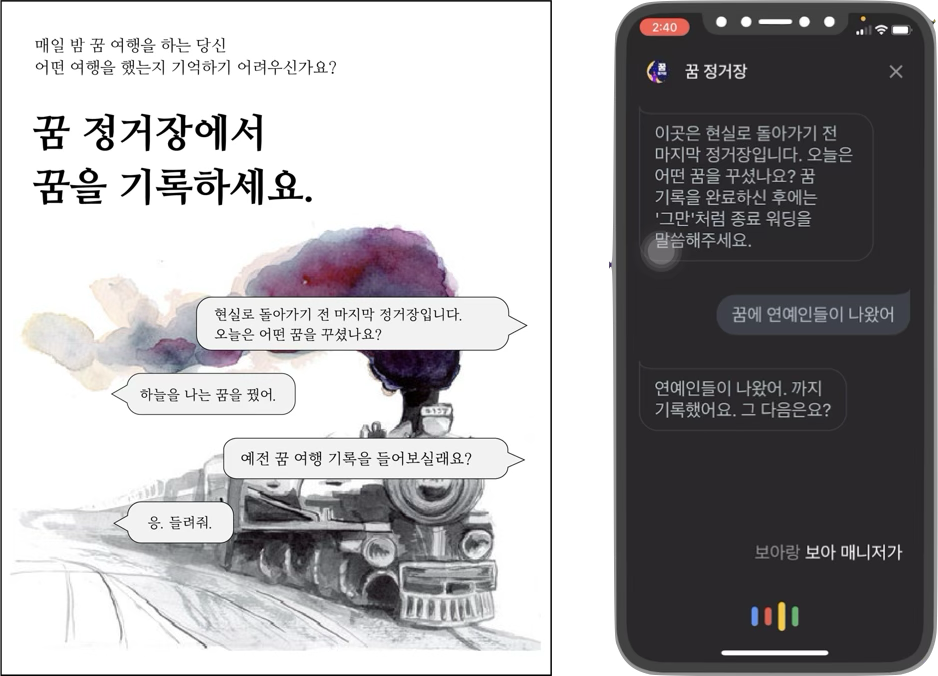 매일 밤 꿈 여행을 하는 당신
어떤 여행을 했는지 기억하기 어려우신가요?
꿈 정거장에서
꿈을 기록하세요.
현실로 돌아가기 전 마지막 정거장입니다.
오늘은 어떤 꿈을 꾸셨나요?
하늘을 나는 꿈을 꿨어.
예전 꿈 여행 기록을 들어보실래요?
응. 들려줘.
2:40
꿈 정거장
이곳은 현실로 돌아가기 전
마지막 정거장입니다. 오늘은
어떤 꿈을 꾸셨나요? 꿈
기록을 완료하신 후에는
'그만'처럼 종료 워딩을
말씀해주세요.
꿈에 연예인들이 나왔어
연예인들이 나왔어. 까지
기록했어요. 그 다음은요?
보아랑 보아 매니저가